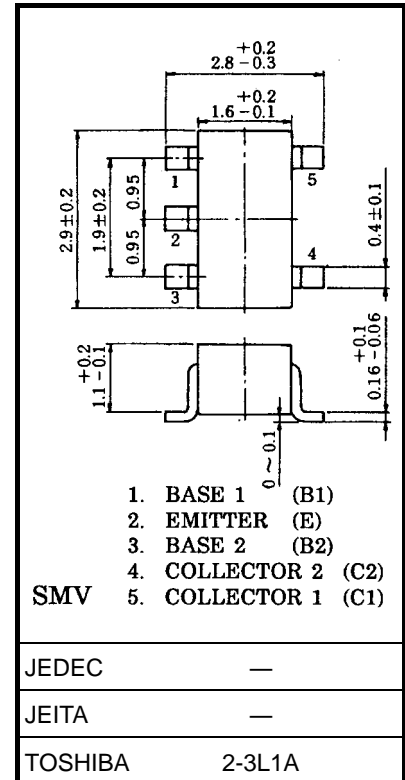 +0.2
2.8 −0.3
+0.2
1.6 −0.1
2.9±0.2
1.9±0.2
0.95
0.95
1
2
3
5
4
0.4±0.1
+0.2
1.1−0.1
+0.1
0.16−0.06
0 ~ 0.1
1. BASE 1 (B1)
2. EMITTER (E)
3. BASE 2 (B2)
4. COLLECTOR 2 (C2)
SMV 5. COLLECTOR 1 (C1)
JEDEC —
JEITA —
TOSHIBA 2-3L1A